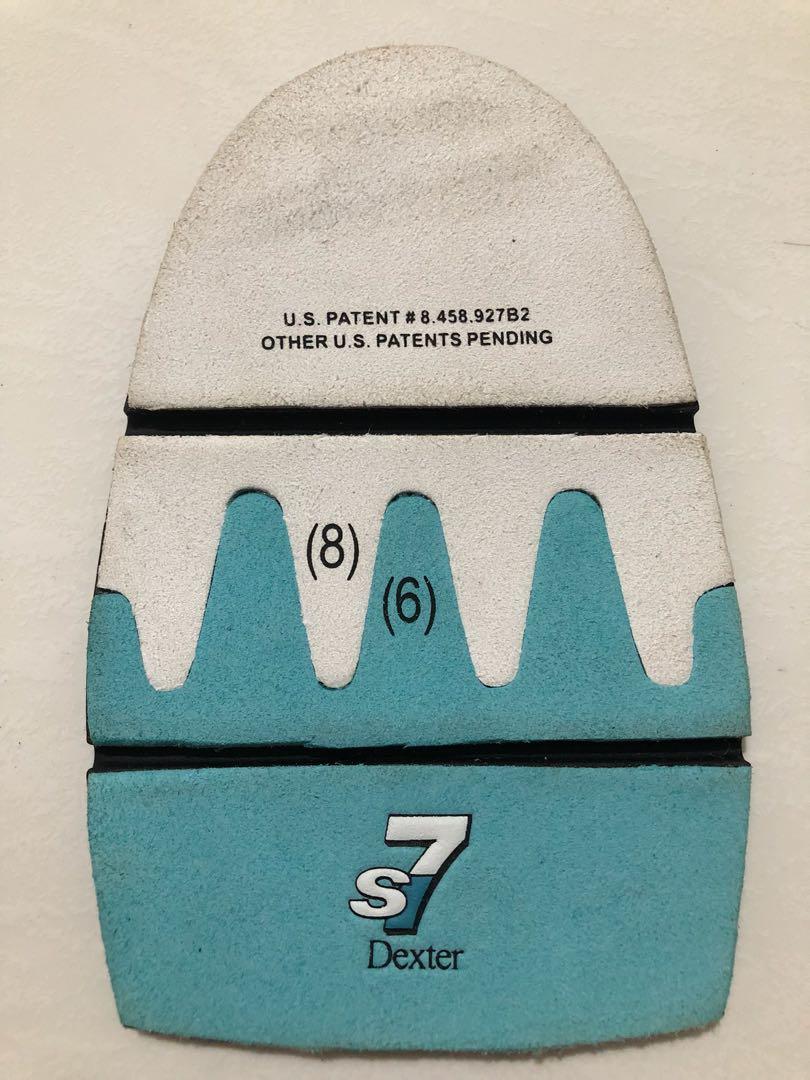 U.S. PATENT # 8.458.927B2
OTHER U.S. PATENTS PENDING
(8)
(6)
S7
Dexter